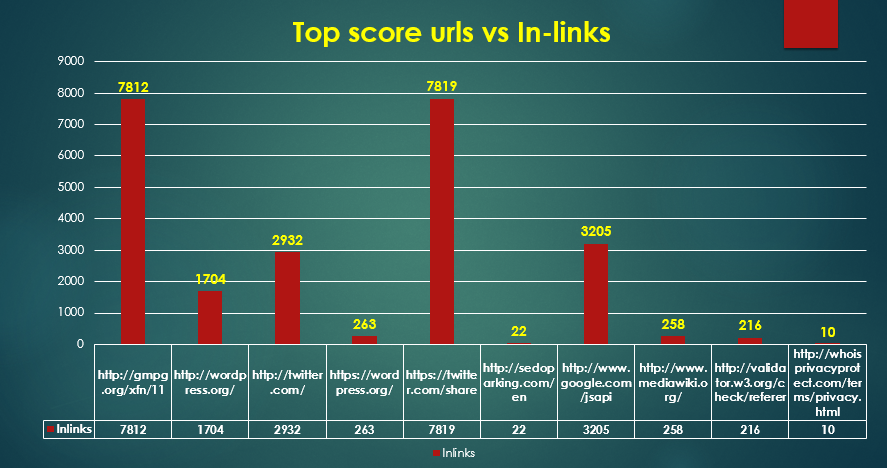 Top score urls vs In-links
9000
8000
7000
6000
5000
4000
3000
2000
1000
0
7812
1704
2932
263
7819
22
3205
258
216
10
http://gmpg
.org/xfn/11
http://wordp
ress.org/
http://twitter
.com/
https://word
press.org/
https://twitte
r.com/share
http://sedop
arking.com/
en
http://www.
google.com
/jsapi
http://www.
mediawiki.o
rg/
http://valida
tor.w3.org/c
heck/referer
http://whois
privacyprot
ect.com/ter
ms/privacy.
html
Inlinks 7812 1704 2932 263 7819 22 3205 258 216 10
Inlinks